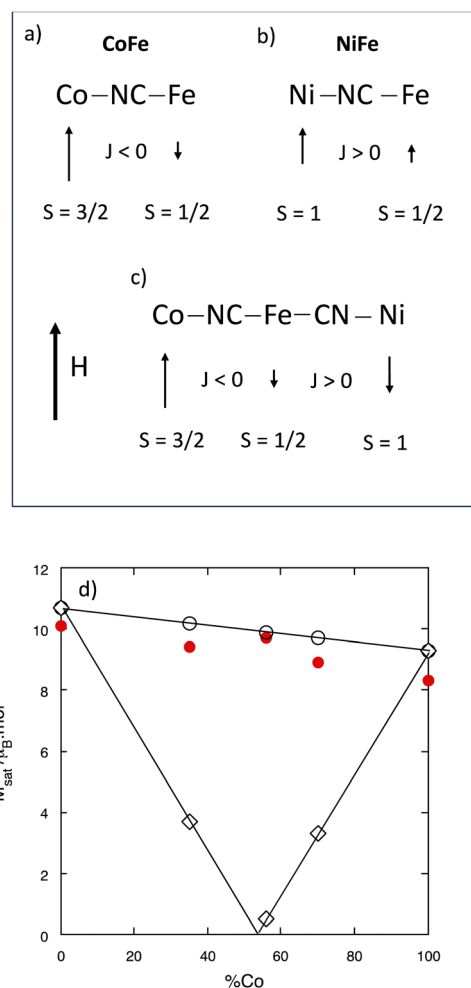 a) CoFe b) NiFe
Co–NC–Fe Ni–NC–Fe
J < 0 J > 0
S = 3/2 S = 1/2 S = 1 S = 1/2
c)
Co–NC–Fe–CN–Ni
H
J < 0 J > 0
S = 3/2 S = 1/2 S = 1
d)
12
10
8
6
4
2
0
0 20 40 60 80 100
%Co